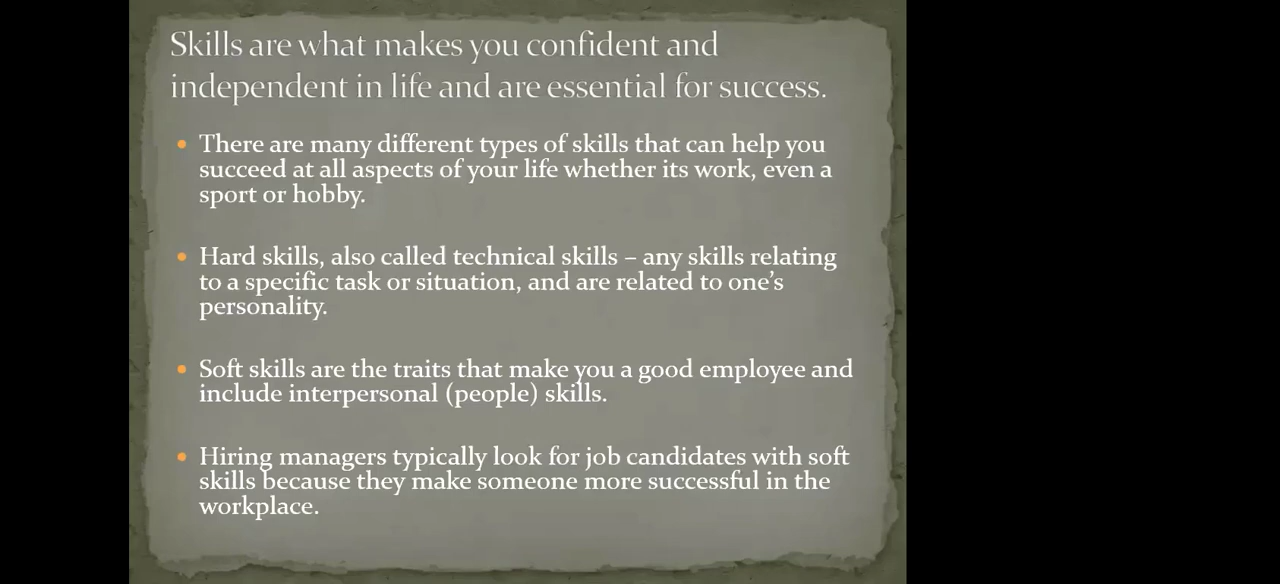 Skills are what makes you confident and
independent in life and are essential for success.
• There are many different types of skills that can help you
succeed at all aspects of your life whether its work, even a
sport or hobby.
• Hard skills, also called technical skills – any skills relating
to a specific task or situation, and are related to one’s
personality.
• Soft skills are the traits that make you a good employee and
include interpersonal (people) skills.
• Hiring managers typically look for job candidates with soft
skills because they make someone more successful in the
workplace.